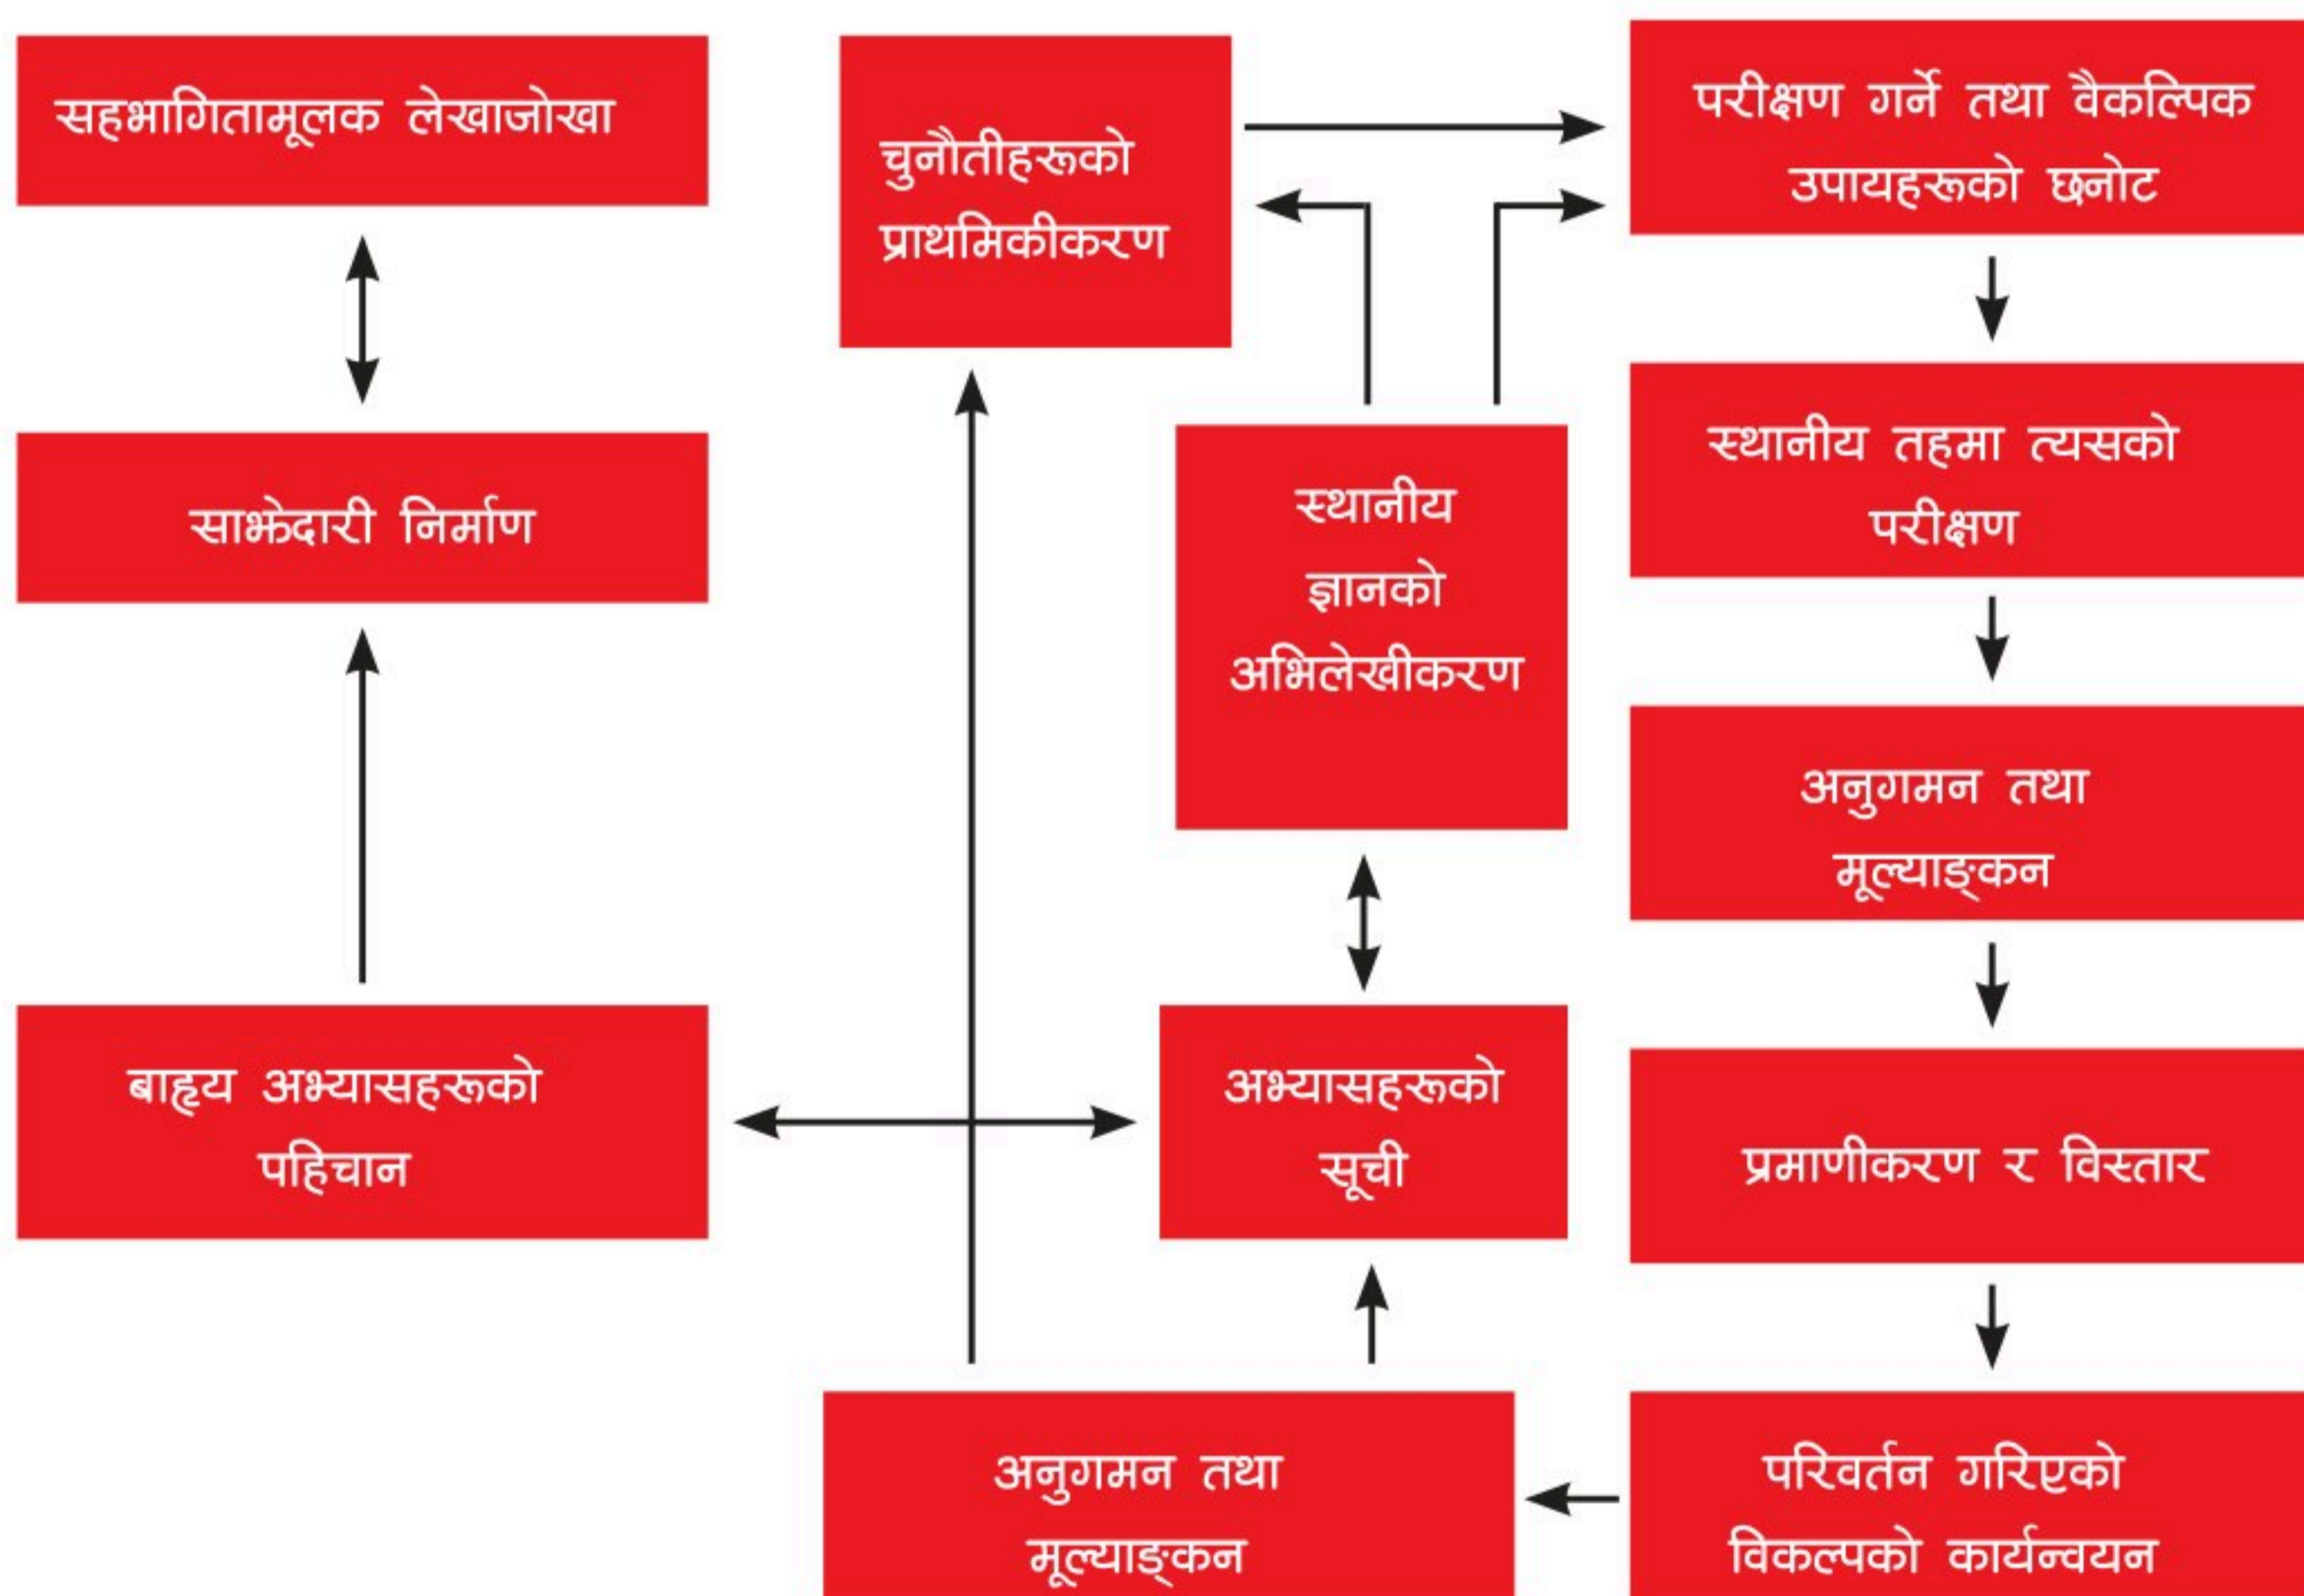 सहभागितामूलक लेखाजोखा
चुनौतीहरूको
प्राथमिकीकरण
परीक्षण गर्ने तथा वैकल्पिक
उपायहरूको छनोट
साझेदारी निर्माण
स्थानीय
ज्ञानको
अभिलेखीकरण
स्थानीय तहमा त्यसको
परीक्षण
अनुगमन तथा
मूल्याङ्कन
बाहृय अभ्यासहरूको
पहिचान
अभ्यासहरूको
सूची
प्रमाणीकरण र विस्तार
अनुगमन तथा
मूल्याङ्कन
परिवर्तन गरिएको
विकल्पको कार्यन्वयन